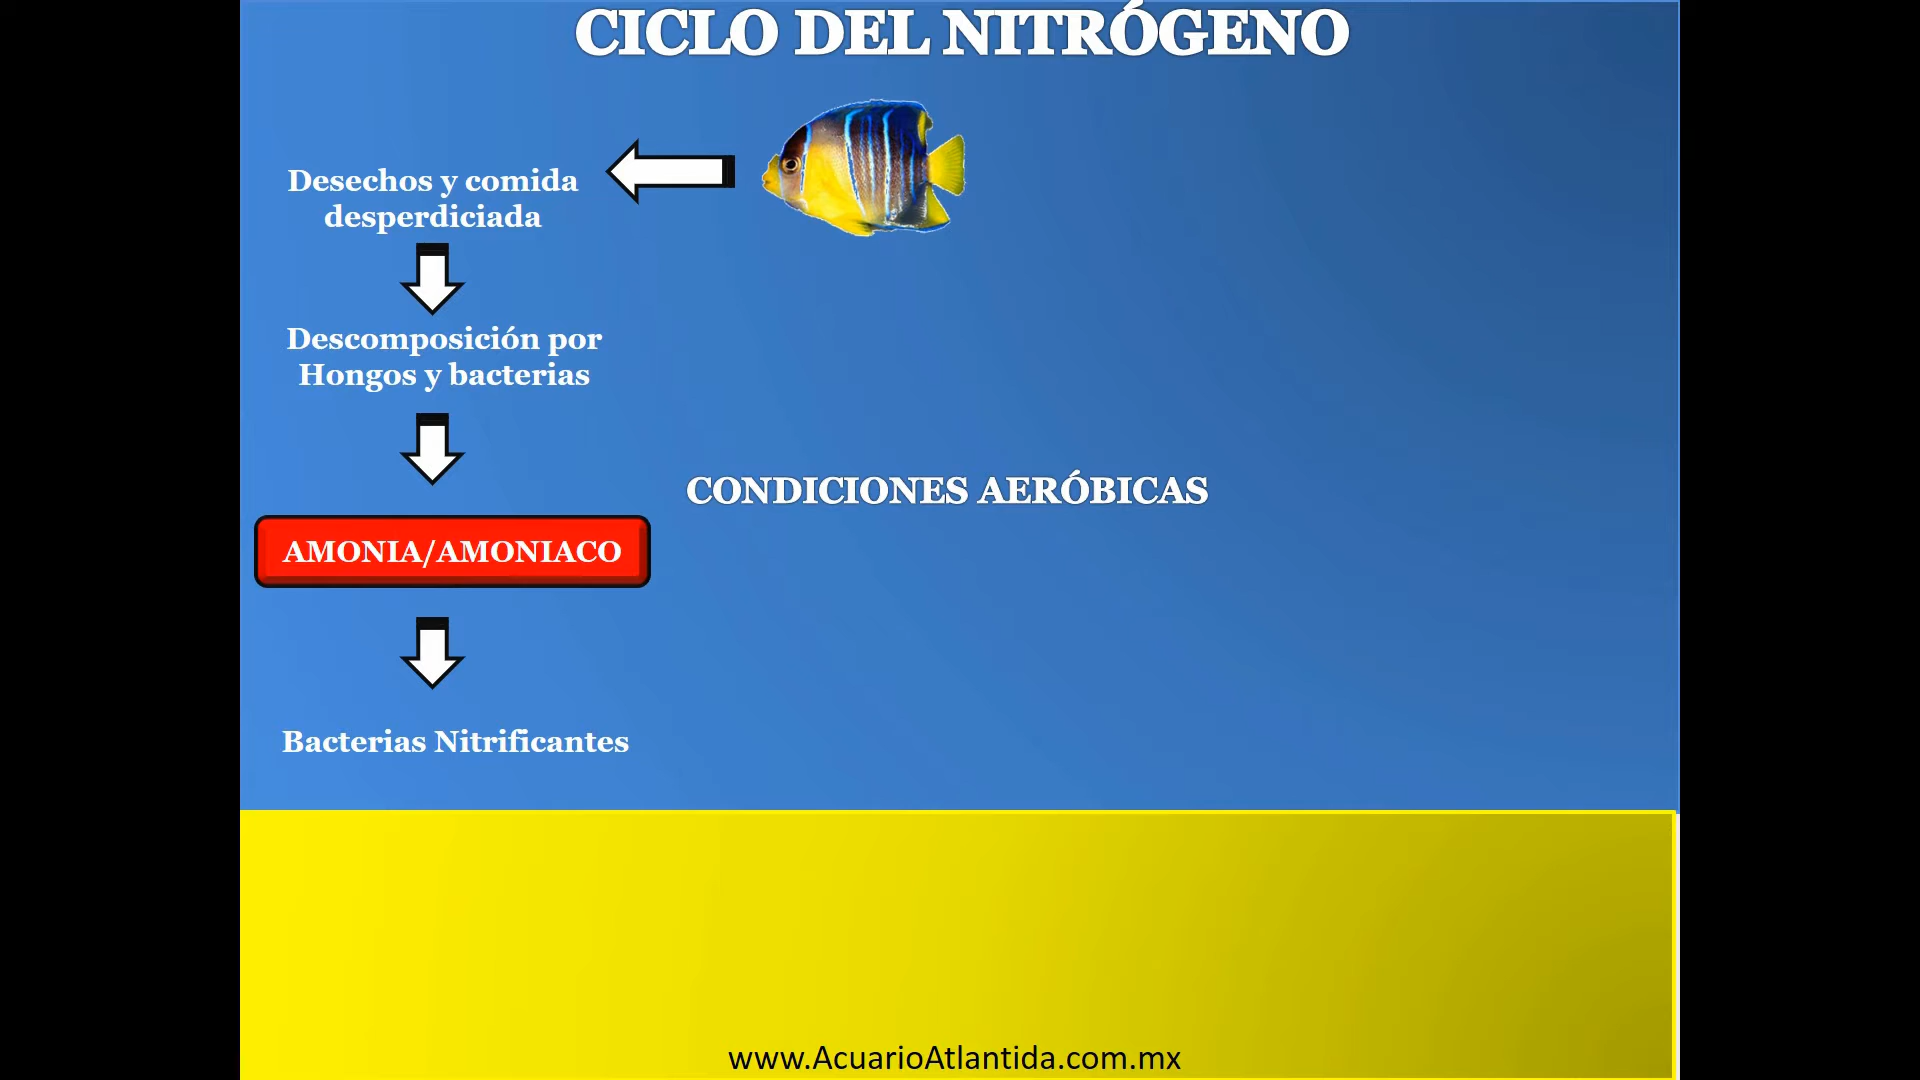 CICLO DEL NITRÓGENO
Desechos y comida
desperdiciada
Descomposición por
Hongos y bacterias
CONDICIONES AERÓBICAS
AMONIA/AMONIACO
Bacterias Nitrificantes
www.AcuarioAtlantida.com.mx